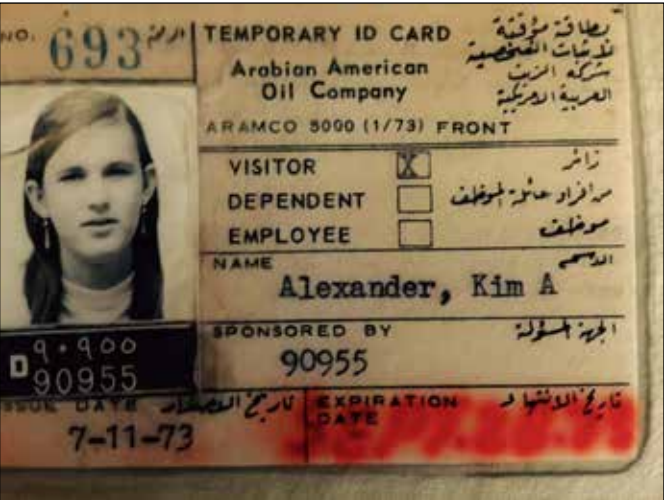 NO. 693 الرقم
TEMPORARY ID CARD
بطاقة مؤقتة
لاثبات الشخصية
Arabian American
Oil Company
شركة الزيت
العربية الامريكية
ARAMCO 5000 (1/73) FRONT
VISITOR X زائر
DEPENDENT من افراد عائلة الموظف
EMPLOYEE موظف
NAME الاسم
Alexander, Kim A
SPONSORED BY الجهة المسؤولة
90955
D ٩٠٩٥٥
90955
ISSUE DATE تاريخ الاصدار
7-11-73
EXPIRATION DATE تاريخ الانتهاء